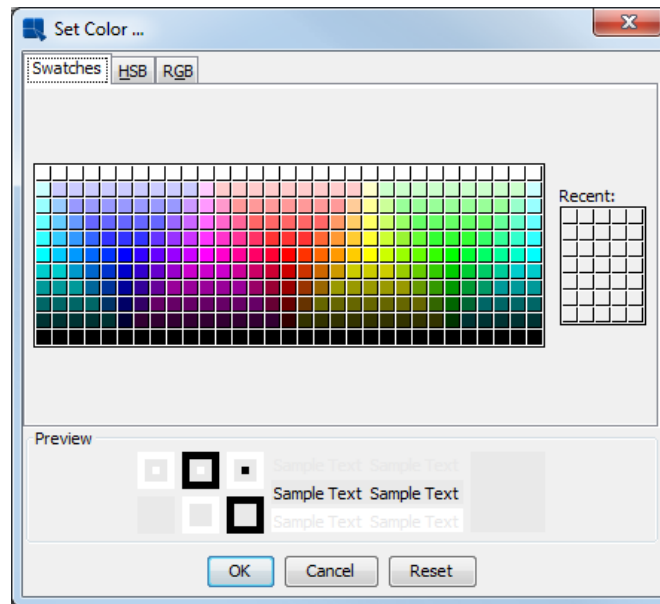 Set Color ...
Swatches HSB RGB
Recent:
Preview
Sample Text Sample Text
Sample Text Sample Text
Sample Text Sample Text
OK Cancel Reset